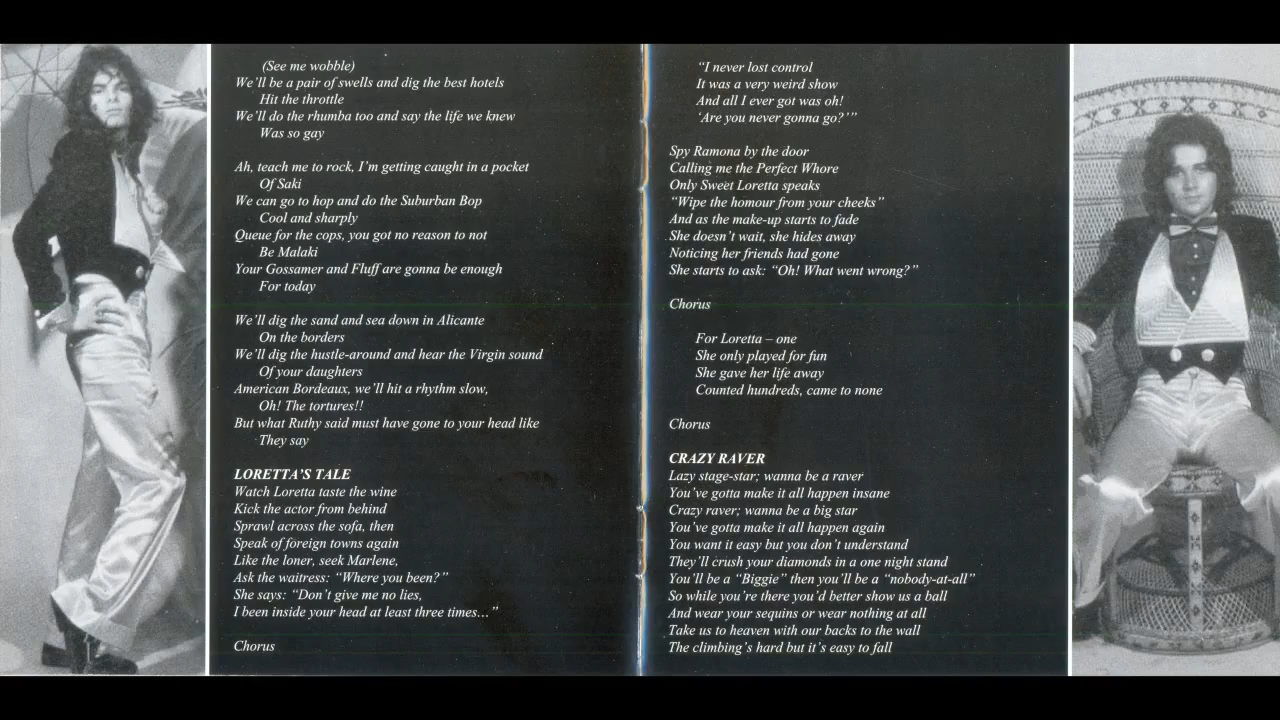 (See me wobble)
We'll be a pair of swells and dig the best hotels
Hit the throttle
We'll do the rhumba too and say the life we knew
Was so gay
Ah, teach me to rock, I'm getting caught in a pocket
Of Saki
We can go to hop and do the Suburban Bop
Cool and sharply
Queue for the cops, you got no reason to not
Be Malaki
Your Gossamer and Fluff are gonna be enough
For today
We'll dig the sand and sea down in Alicante
On the borders
We'll dig the hustle-around and hear the Virgin sound
Of your daughters
American Bordeaux, we'll hit a rhythm slow,
Oh! The tortures!!
But what Ruthy said must have gone to your head like
They say
LORETTA'S TALE
Watch Loretta taste the wine
Kick the actor from behind
Sprawl across the sofa, then
Speak of foreign towns again
Like the loner, seek Marlene,
Ask the waitress: "Where you been?"
She says: "Don't give me no lies,
I been inside your head at least three times..."
Chorus
"I never lost control
It was a very weird show
And all I ever got was oh!
'Are you never gonna go?'"
Spy Ramona by the door
Calling me the Perfect Whore
Only Sweet Loretta speaks
"Wipe the homour from your cheeks"
And as the make-up starts to fade
She doesn't wait, she hides away
Noticing her friends had gone
She starts to ask: "Oh! What went wrong?"
Chorus
For Loretta – one
She only played for fun
She gave her life away
Counted hundreds, came to none
Chorus
CRAZY RAVER
Lazy stage-star; wanna be a raver
You've gotta make it all happen insane
Crazy raver; wanna be a big star
You've gotta make it all happen again
You want it easy but you don't understand
They'll crush your diamonds in a one night stand
You'll be a "Biggie" then you'll be a "nobody-at-all"
So while you're there you'd better show us a ball
And wear your sequins or wear nothing at all
Take us to heaven with our backs to the wall
The climbing's hard but it's easy to fall